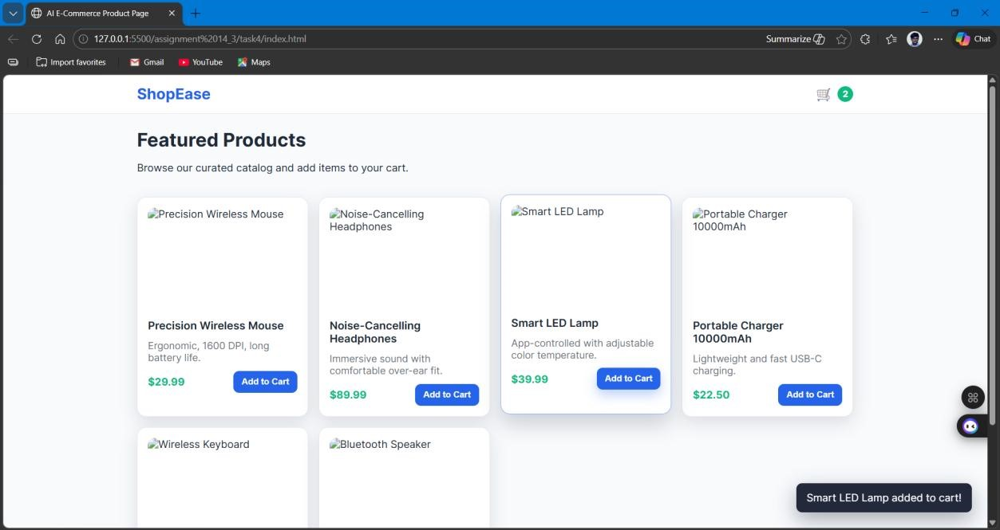 AI E-Commerce Product Page
127.0.0.1:5500/assignment%2014_3/task4/index.html
Summarize
Chat
Import favorites
Gmail
YouTube
Maps
ShopEase
2
Featured Products
Browse our curated catalog and add items to your cart.
Precision Wireless Mouse
Precision Wireless Mouse
Ergonomic, 1600 DPI, long
battery life.
$29.99
Add to Cart
Noise-Cancelling
Headphones
Noise-Cancelling
Headphones
Immersive sound with
comfortable over-ear fit.
$89.99
Add to Cart
Smart LED Lamp
Smart LED Lamp
App-controlled with adjustable
color temperature.
$39.99
Add to Cart
Portable Charger
10000mAh
Portable Charger
10000mAh
Lightweight and fast USB-C
charging.
$22.50
Add to Cart
Wireless Keyboard
Bluetooth Speaker
Smart LED Lamp added to cart!